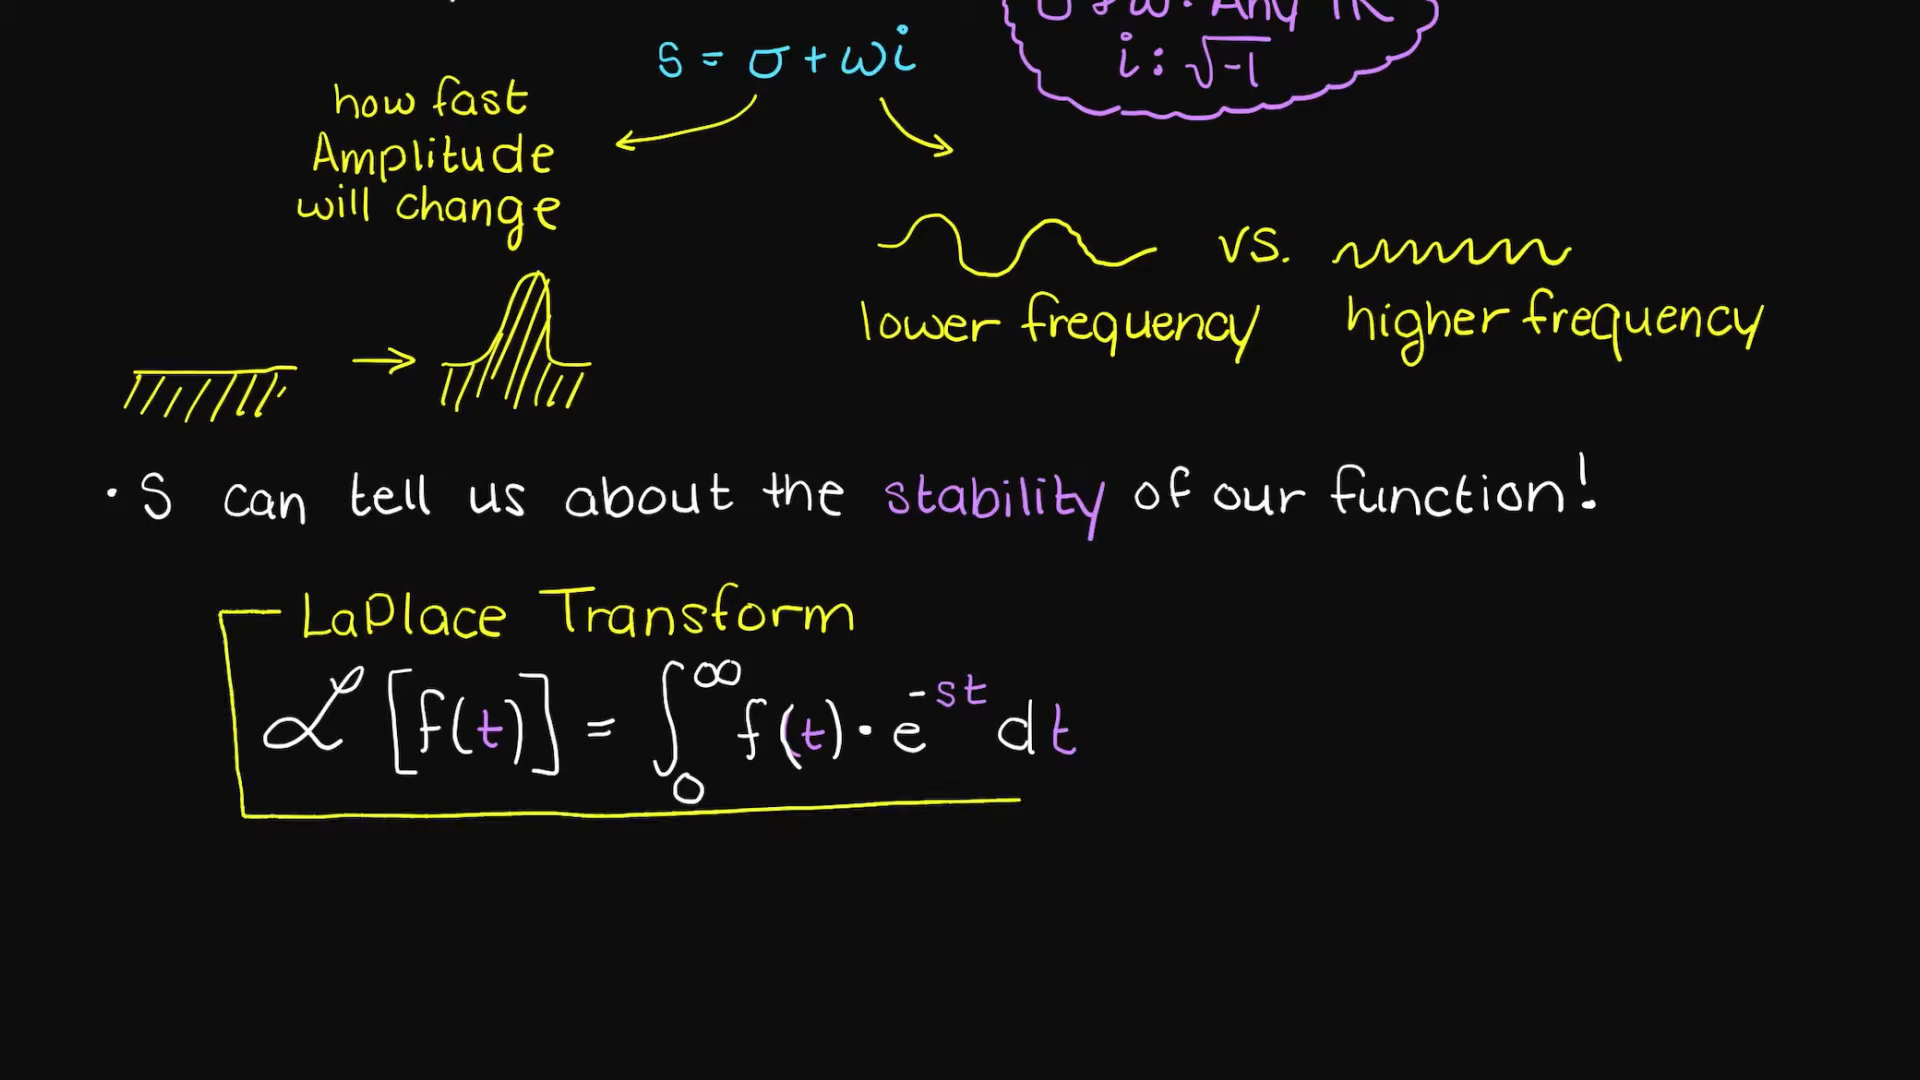 σ & ω: Any ℝ
s = σ + ωi
i: √-1
how fast
Amplitude
will change
vs.
lower frequency
higher frequency
• S can tell us about the stability of our function!
LaPlace Transform
ℒ [f(t)] = ∫₀^∞ f(t) · e^-st dt